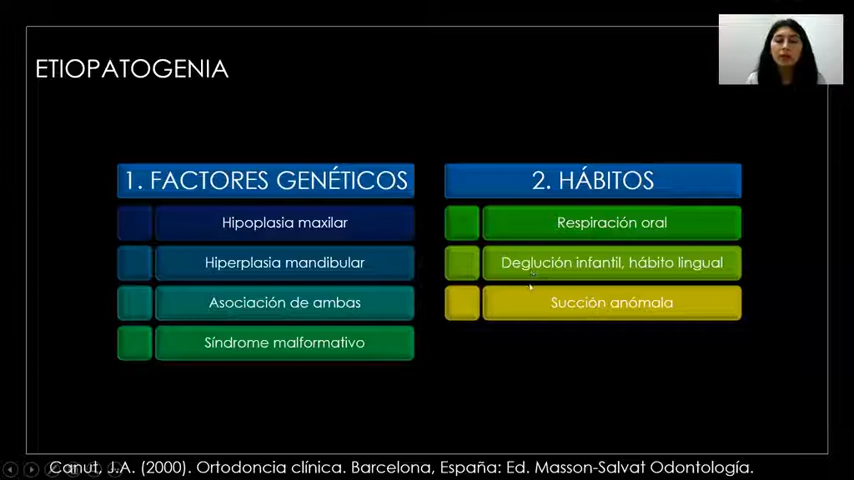 ETIOPATOGENIA
1. FACTORES GENÉTICOS
Hipoplasia maxilar
Hiperplasia mandibular
Asociación de ambas
Síndrome malformativo
2. HÁBITOS
Respiración oral
Deglución infantil, hábito lingual
Succión anómala
Canut, J.A. (2000). Ortodoncia clínica. Barcelona, España: Ed. Masson-Salvat Odontología.